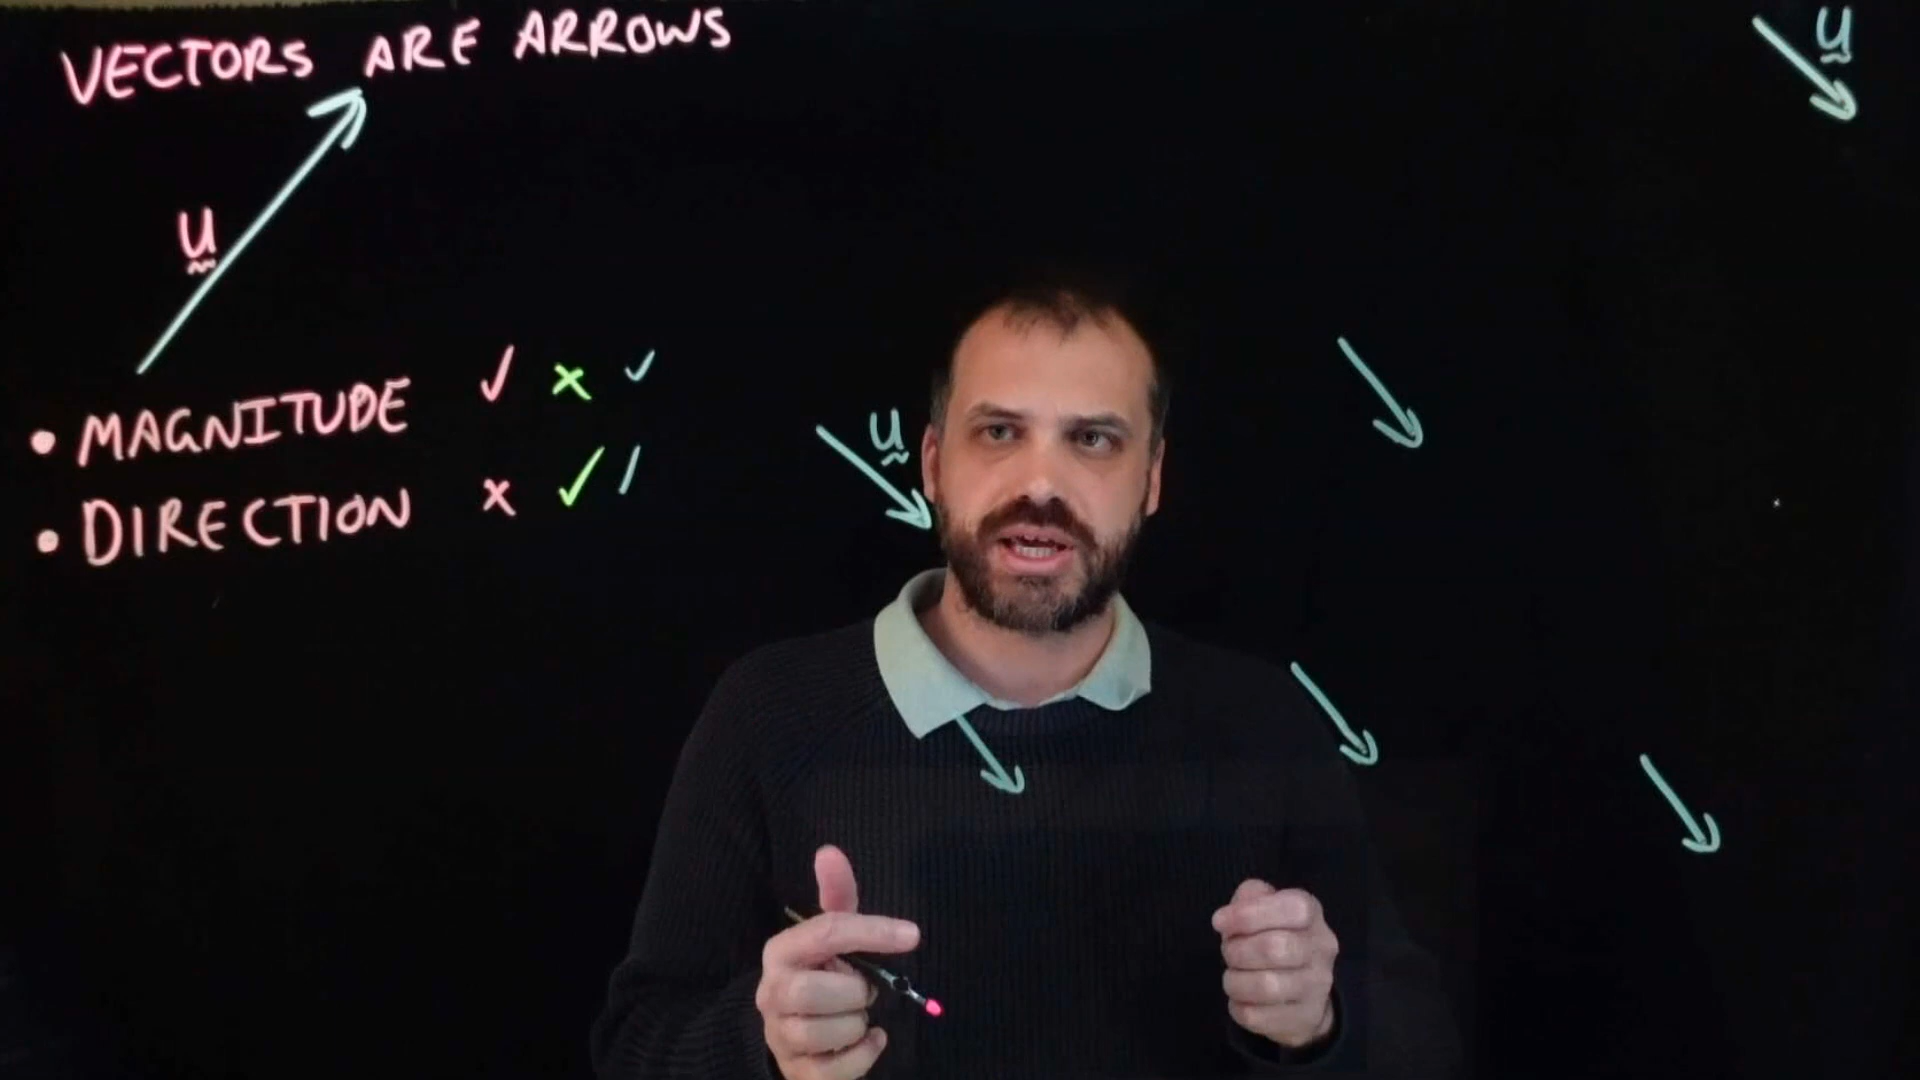 VECTORS ARE ARROWS
u
u
• MAGNITUDE ✓ × ✓
u
• DIRECTION × ✓ /